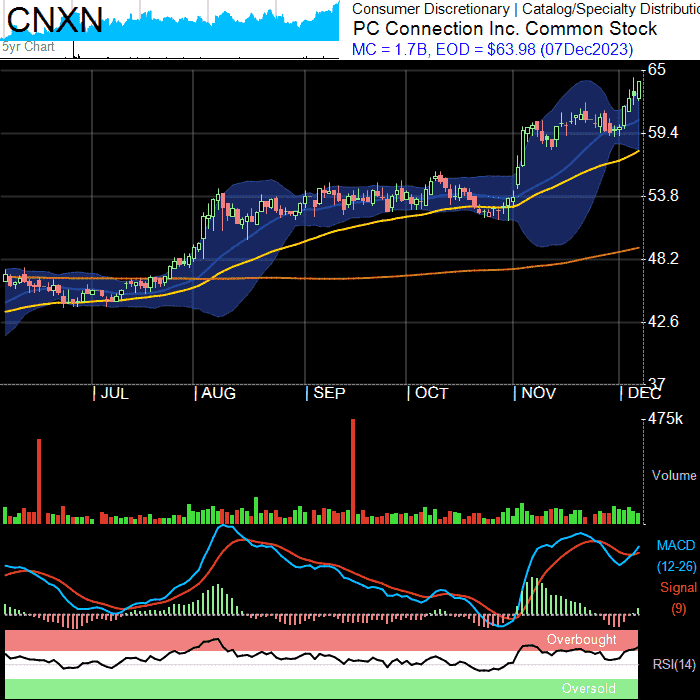 CNXN
5yr Chart
Consumer Discretionary | Catalog/Specialty Distributio
PC Connection Inc. Common Stock
MC = 1.7B, EOD = $63.98 (07Dec2023)
65
59.4
53.8
48.2
42.6
37
JUL AUG SEP OCT NOV DEC
475k
Volume
MACD
(12-26)
Signal
(9)
Overbought
RSI(14)
Oversold